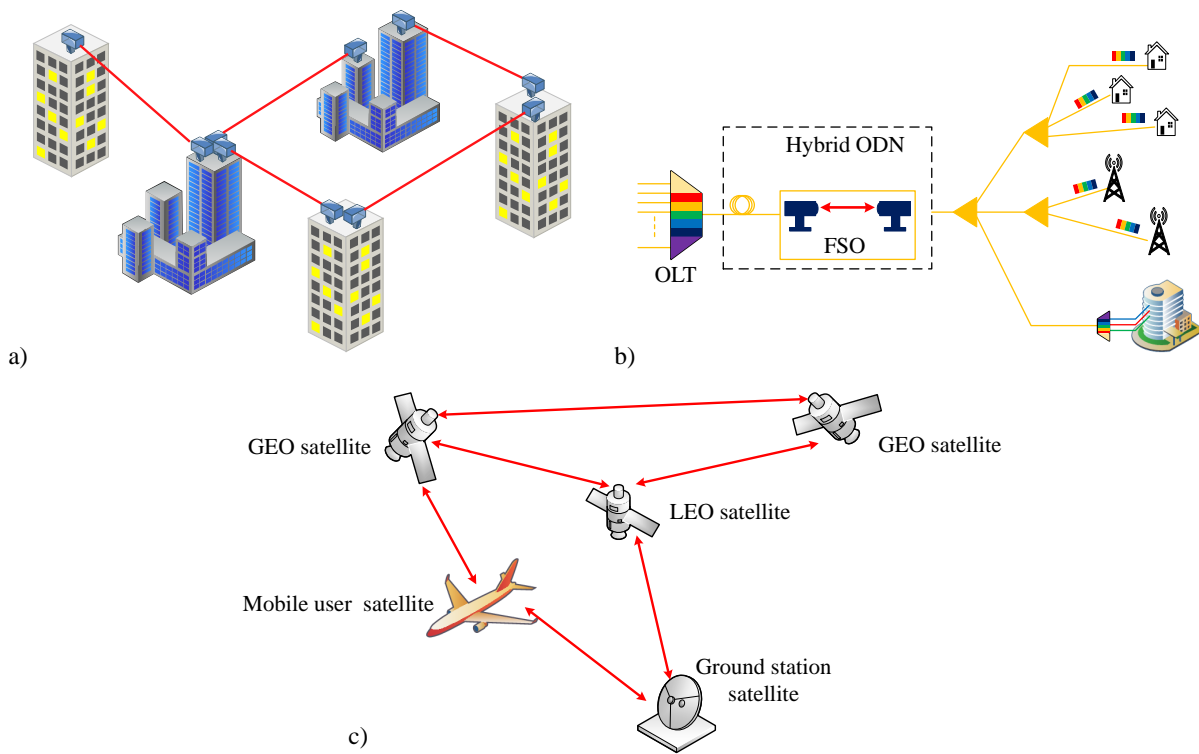 a)
Hybrid ODN
FSO
OLT
b)
GEO satellite
GEO satellite
LEO satellite
Mobile user  satellite
Ground station
satellite
c)